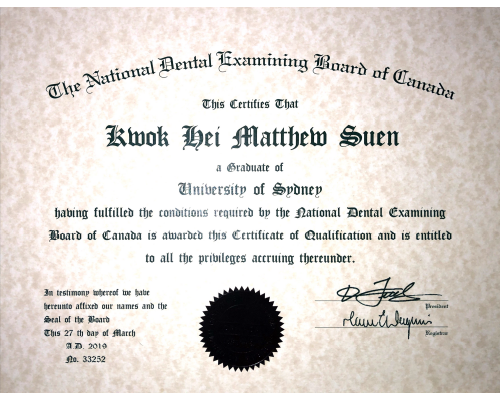 The National Dental Examining Board of Canada
This Certifies That
Kwok Hei Matthew Suen
a Graduate of
University of Sydney
having fulfilled the conditions required by the National Dental Examining
Board of Canada is awarded this Certificate of Qualification and is entitled
to all the privileges accruing thereunder.
In testimony whereof we have
hereunto affixed our names and the
Seal of the Board
This 27 th day of March
A.D. 2019
No. 33252
President
Registrar